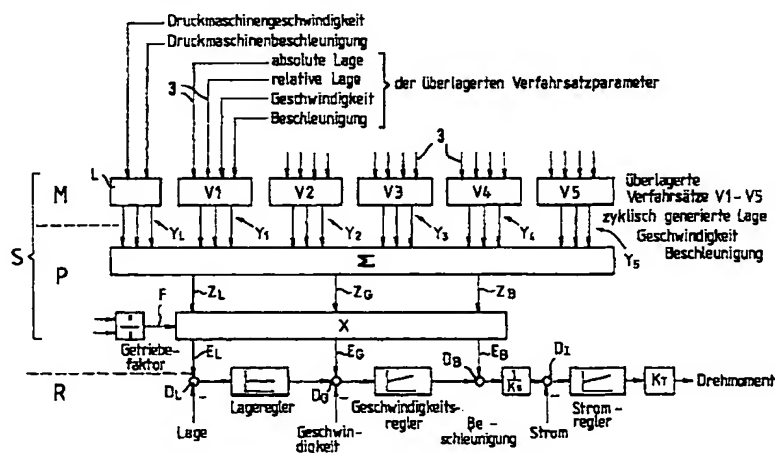 Druckmaschinengeschwindigkeit
Druckmaschinenbeschleunigung
absolute Lage
relative Lage
Geschwindigkeit
Beschleunigung
der überlagerten Verfahrsatzparameter
3
3
L
M
V1
V2
V3
V4
V5
überlagerte
Verfahrsätze V1-V5
zyklisch generierte Lage
Geschwindigkeit
Beschleunigung
YL
Y1
Y2
Y3
Y4
Y5
S
P
Σ
ZL
ZG
ZB
F
÷
X
Getriebe-
faktor
EL
EG
EB
R
DL
Lageregler
DG
Geschwindigkeits-
regler
DB
DI
Strom-
regler
KT
Drehmoment
Lage
Geschwin-
digkeit
Be-
schleunigung
Strom